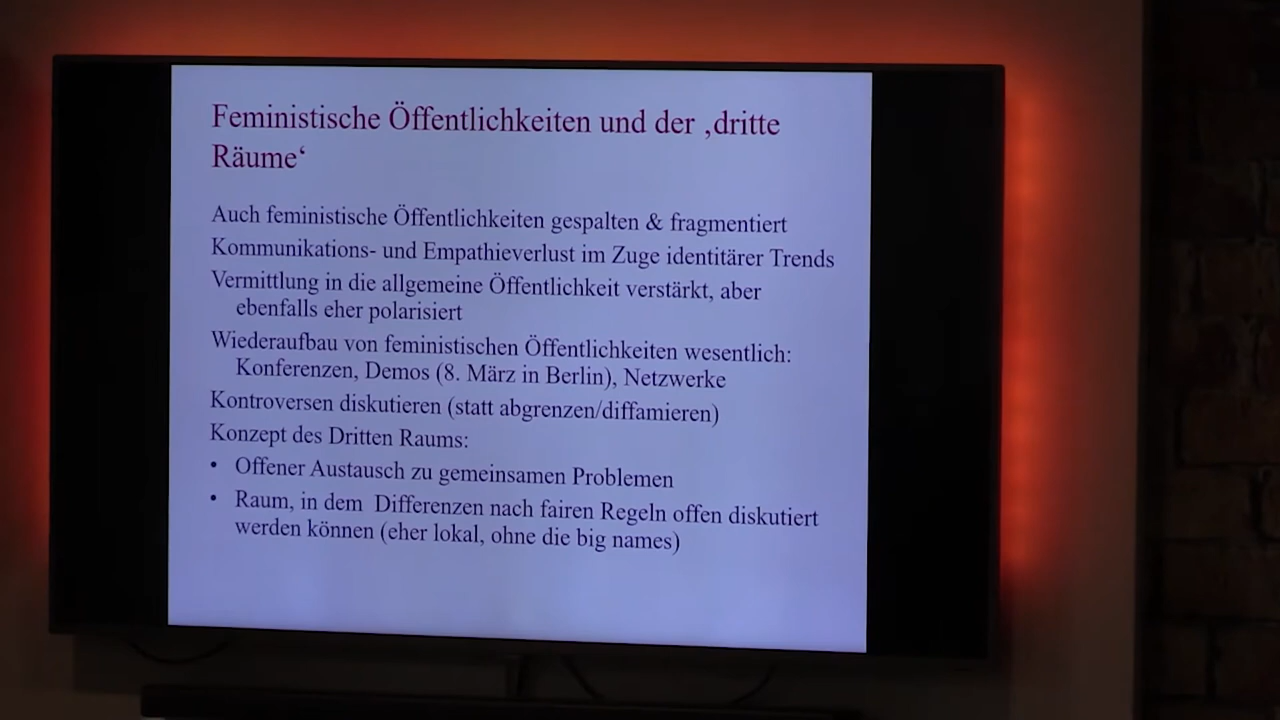 Feministische Öffentlichkeiten und der ‚dritte
Räume‘
Auch feministische Öffentlichkeiten gespalten & fragmentiert
Kommunikations- und Empathieverlust im Zuge identitärer Trends
Vermittlung in die allgemeine Öffentlichkeit verstärkt, aber
ebenfalls eher polarisiert
Wiederaufbau von feministischen Öffentlichkeiten wesentlich:
Konferenzen, Demos (8. März in Berlin), Netzwerke
Kontroversen diskutieren (statt abgrenzen/diffamieren)
Konzept des Dritten Raums:
• Offener Austausch zu gemeinsamen Problemen
• Raum, in dem Differenzen nach fairen Regeln offen diskutiert
werden können (eher lokal, ohne die big names)